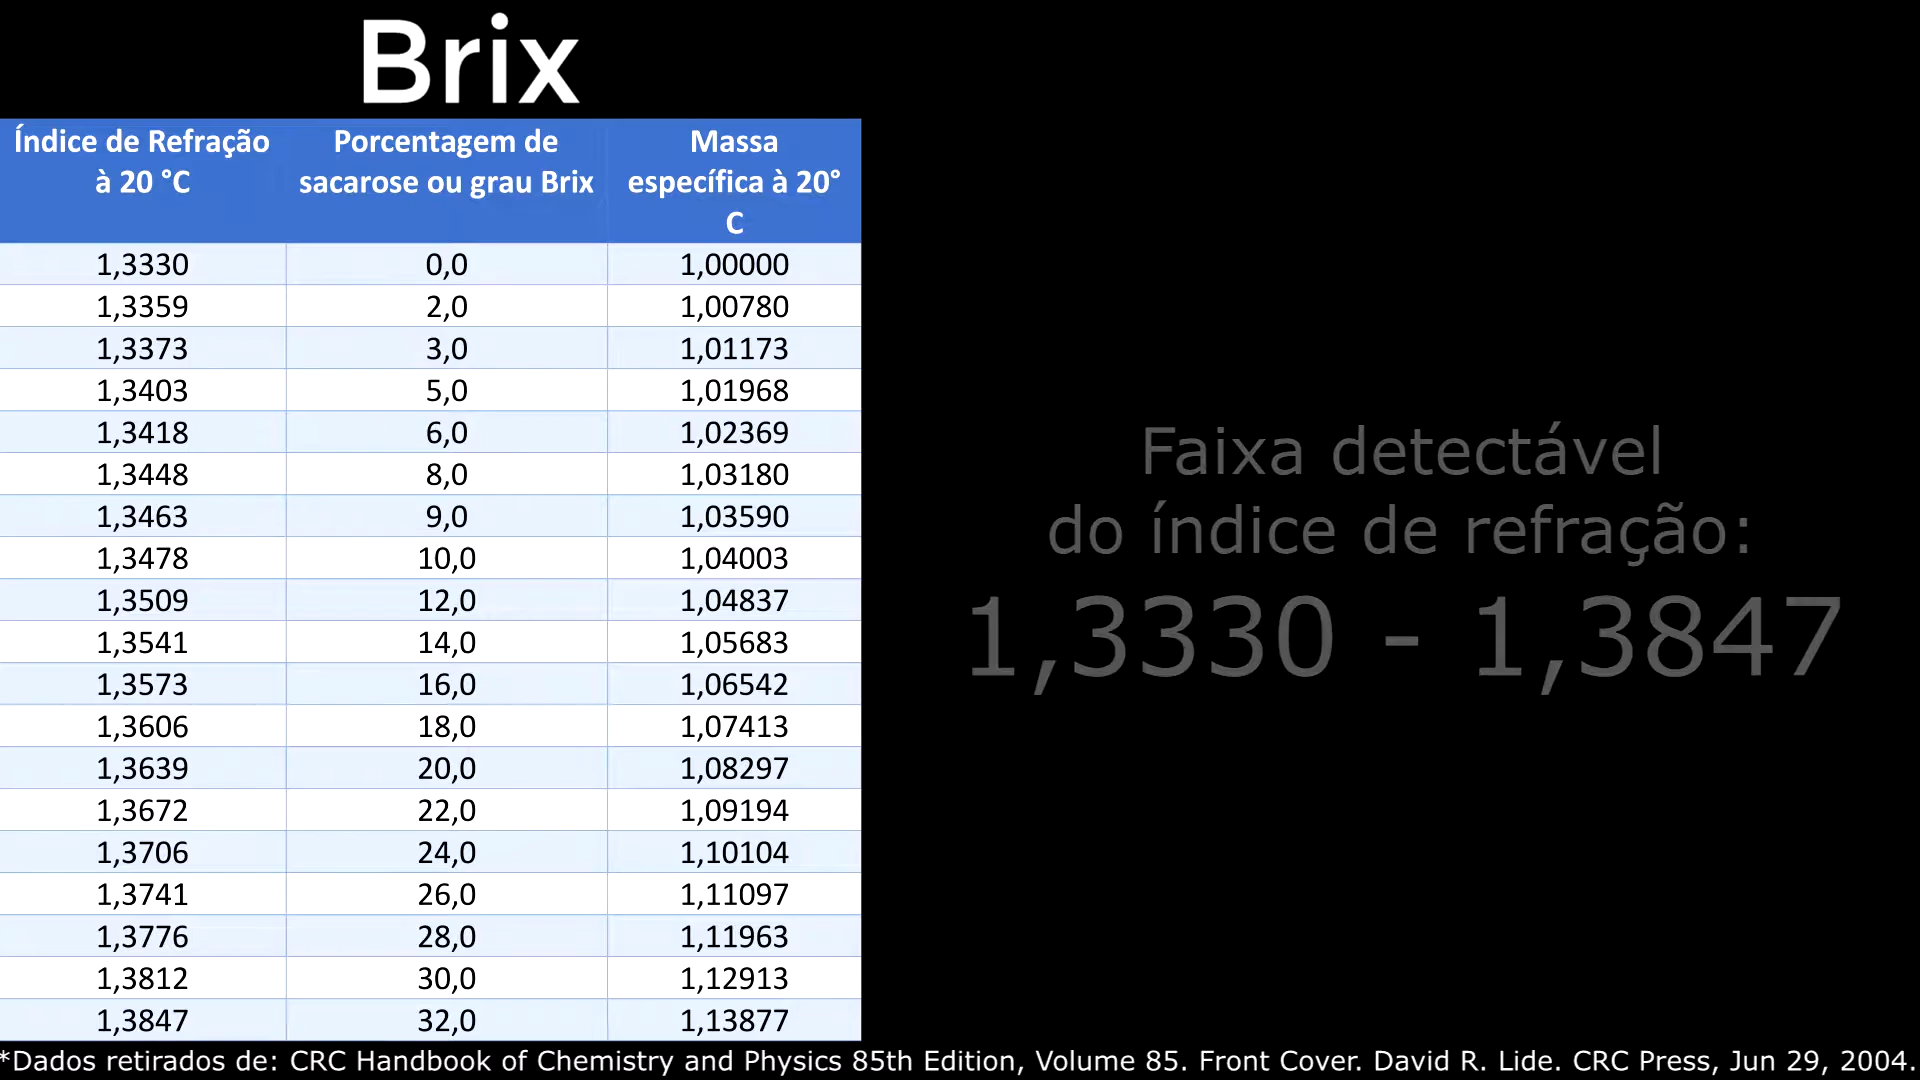 Brix
Índice de Refração Porcentagem de Massa
à 20 °C sacarose ou grau Brix específica à 20°
C
1,3330 0,0 1,00000
1,3359 2,0 1,00780
1,3373 3,0 1,01173
1,3403 5,0 1,01968
1,3418 6,0 1,02369
1,3448 8,0 1,03180
1,3463 9,0 1,03590
1,3478 10,0 1,04003
1,3509 12,0 1,04837
1,3541 14,0 1,05683
1,3573 16,0 1,06542
1,3606 18,0 1,07413
1,3639 20,0 1,08297
1,3672 22,0 1,09194
1,3706 24,0 1,10104
1,3741 26,0 1,11097
1,3776 28,0 1,11963
1,3812 30,0 1,12913
1,3847 32,0 1,13877
Faixa detectável
do índice de refração:
1,3330 - 1,3847
*Dados retirados de: CRC Handbook of Chemistry and Physics 85th Edition, Volume 85. Front Cover. David R. Lide. CRC Press, Jun 29, 2004.